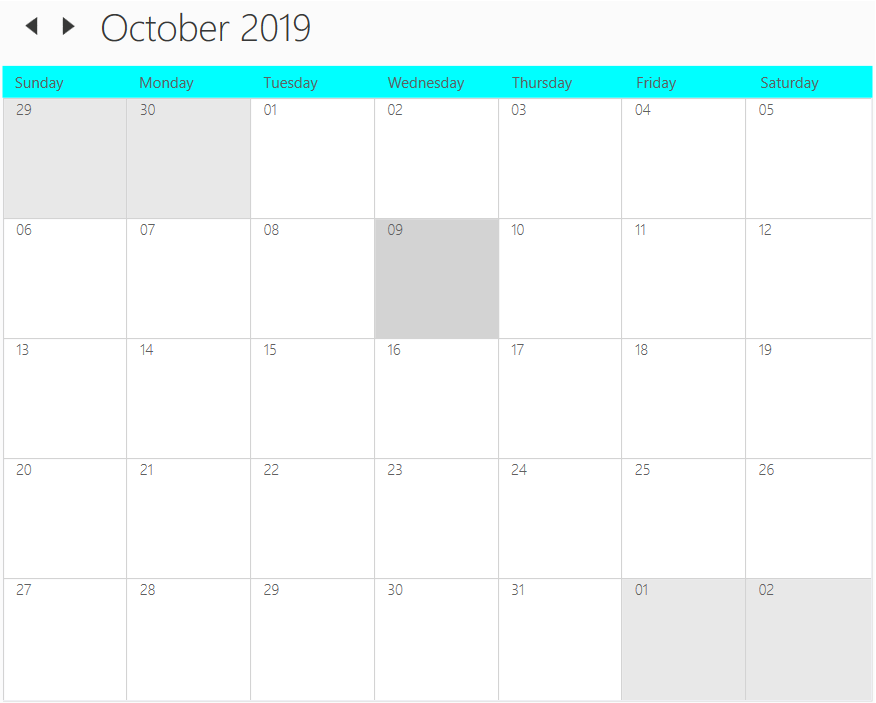 October 2019
Sunday Monday Tuesday Wednesday Thursday Friday Saturday
29 30 01 02 03 04 05
06 07 08 09 10 11 12
13 14 15 16 17 18 19
20 21 22 23 24 25 26
27 28 29 30 31 01 02